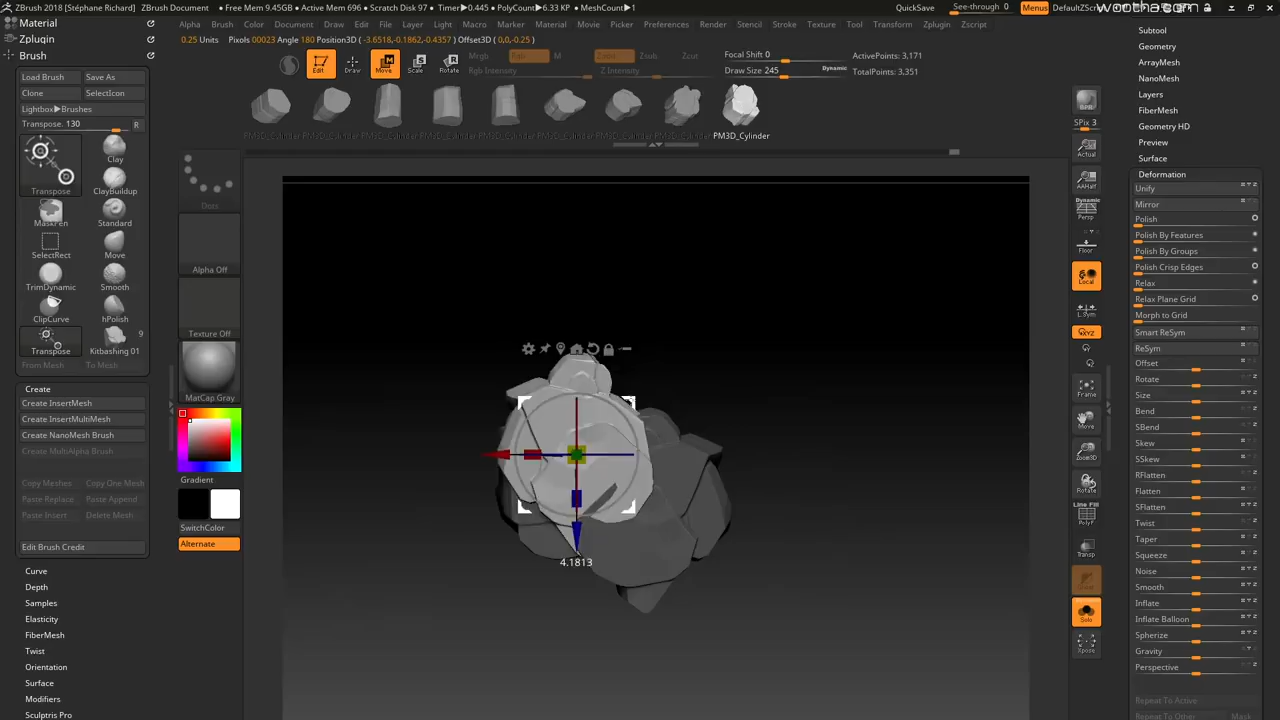 ZBrush 2018 [Stéphane Richard]   ZBrush Document   • Free Mem 9.45GB • Active Mem 696 • Scratch Disk 97 • Timer▶0.445 • PolyCount▶6.33 KP • MeshCount▶1   QuickSave   See-through 0   Menus   DefaultZScript
wootha.com
Material
Alpha Brush Color Document Draw Edit File Layer Light Macro Marker Material Movie Picker Preferences Render Stencil Stroke Texture Tool Transform Zplugin Zscript
Zplugin
0.25 Units Pixols 00023 Angle 180 Position3D ( -3.6518,-0.1862,-0.4357 ) Offset3D ( 0,0,-0.25 )
Brush
Load Brush Save As
Clone SelectIcon
Lightbox▶Brushes
Transpose. 130 R
Transpose
Clay
ClayBuildup
MaskPen Standard
SelectRect Move
TrimDynamic Smooth
ClipCurve hPolish
Transpose 9 Kitbashing 01
From Mesh To Mesh
Create
Create InsertMesh
Create InsertMultiMesh
Create NanoMesh Brush
Create MultiAlpha Brush
Copy Meshes Copy One Mesh
Paste Replace Paste Append
Paste Insert Delete Mesh
Edit Brush Credit
Curve
Depth
Samples
Elasticity
FiberMesh
Twist
Orientation
Surface
Modifiers
Sculptris Pro
Dots
Alpha Off
Texture Off
MatCap Gray
Gradient
SwitchColor
Alternate
Edit Draw Move Scale Rotate
Mrgb Rgb M Zadd Zsub Zcut
Rgb Intensity Z Intensity
Focal Shift 0
Draw Size 245 Dynamic
ActivePoints: 3,171
TotalPoints: 3,351
PM3D_Cylinder PM3D_Cylinder PM3D_Cylinder PM3D_Cylinder PM3D_Cylinder PM3D_Cylinder PM3D_Cylinder PM3D_Cylinder PM3D_Cylinder
4.1813
BPR
SPix 3
Actual
AAHalf
Dynamic
Persp
Floor
Local
L.Sym
XYZ
Frame
Move
Zoom3D
Rotate
Line Fill
PolyF
Transp
Solo
Xpose
Subtool
Geometry
ArrayMesh
NanoMesh
Layers
FiberMesh
Geometry HD
Preview
Surface
Deformation
Unify
Mirror
Polish
Polish By Features
Polish By Groups
Polish Crisp Edges
Relax
Relax Plane Grid
Morph to Grid
Smart ReSym
ReSym
Offset
Rotate
Size
Bend
SBend
Skew
SSkew
RFlatten
Flatten
SFlatten
Twist
Taper
Squeeze
Noise
Smooth
Inflate
Inflate Balloon
Spherize
Gravity
Perspective
Repeat To Active
Repeat To Other Mask